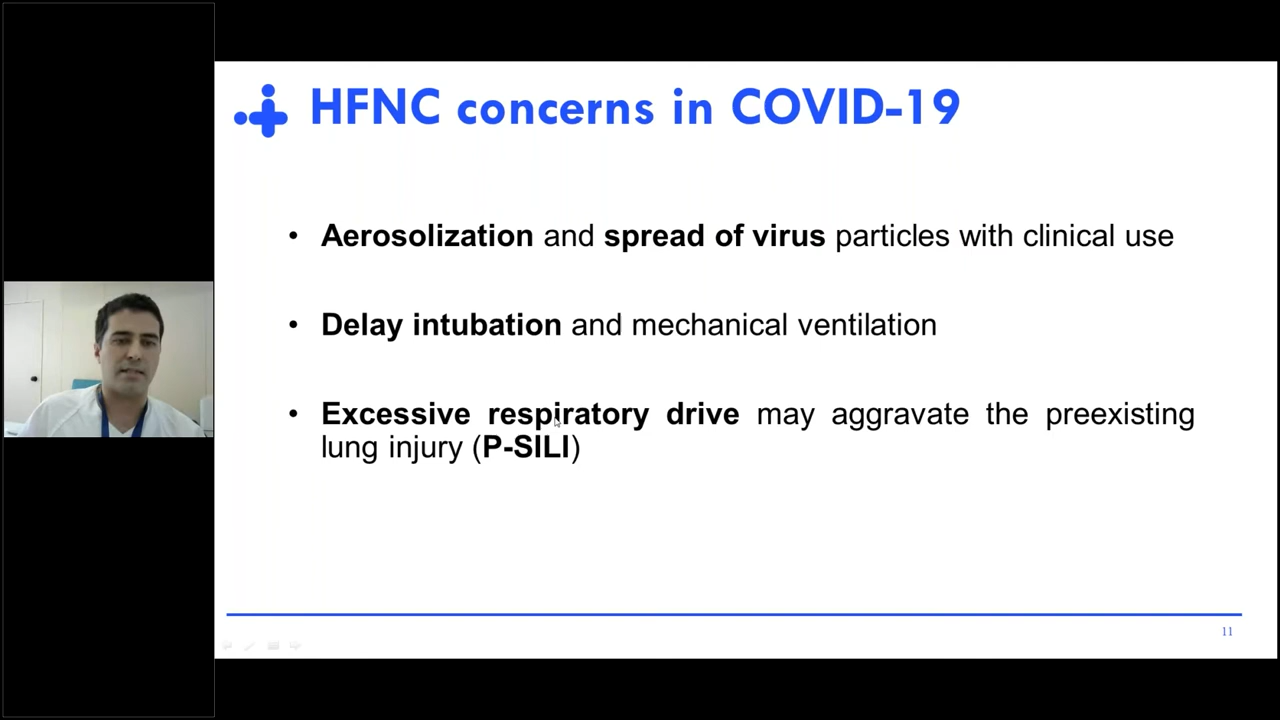 HFNC concerns in COVID-19
• Aerosolization and spread of virus particles with clinical use
• Delay intubation and mechanical ventilation
• Excessive respiratory drive may aggravate the preexisting
lung injury (P-SILI)
11